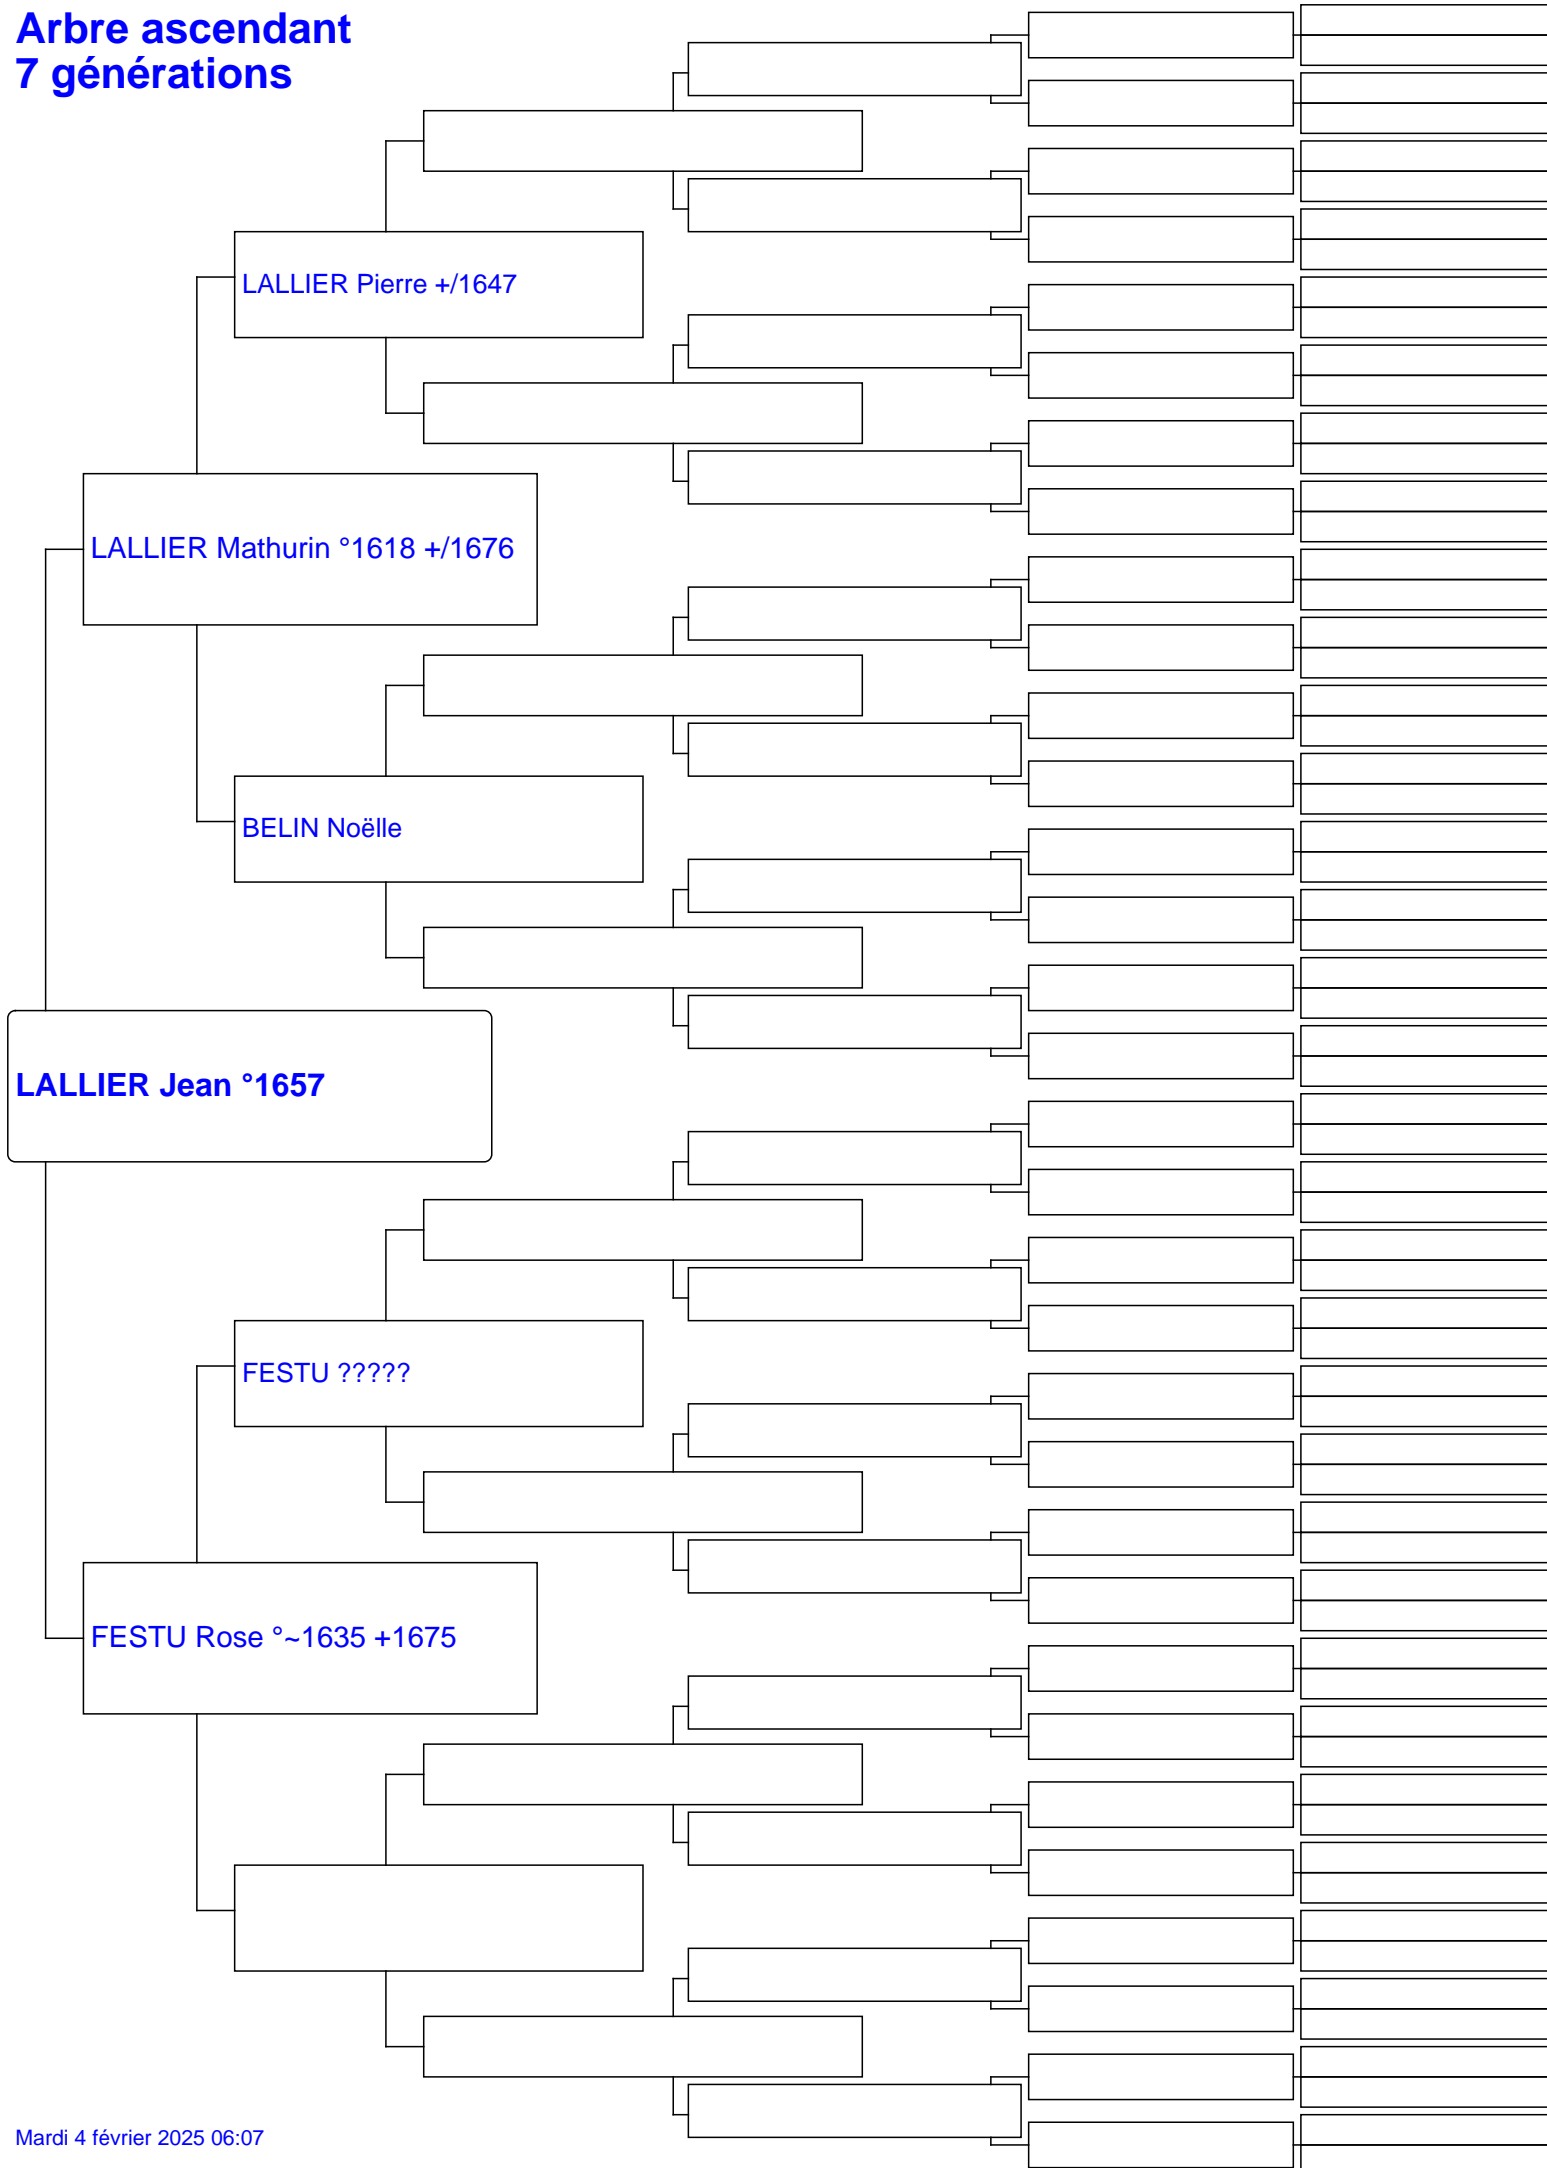 Arbre ascendant
7 générations
LALLIER Pierre +/1647
LALLIER Mathurin °1618 +/1676
BELIN Noëlle
LALLIER Jean °1657
FESTU ?????
FESTU Rose °~1635 +1675
Mardi 4 février 2025 06:07